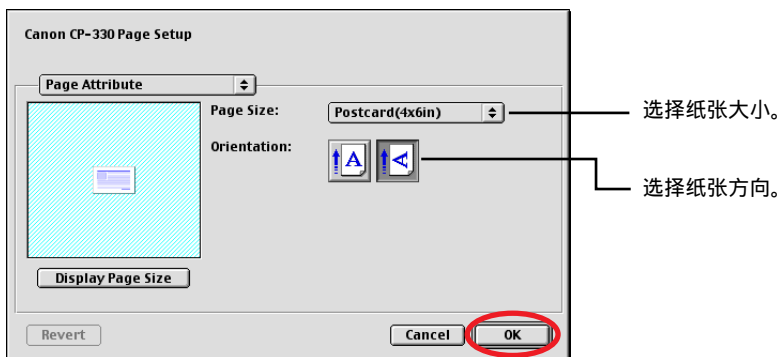 Canon CP-330 Page Setup
Page Attribute
Page Size:
Postcard(4x6in)
选择纸张大小。
Orientation:
A
A
选择纸张方向。
Display Page Size
Revert
Cancel
OK